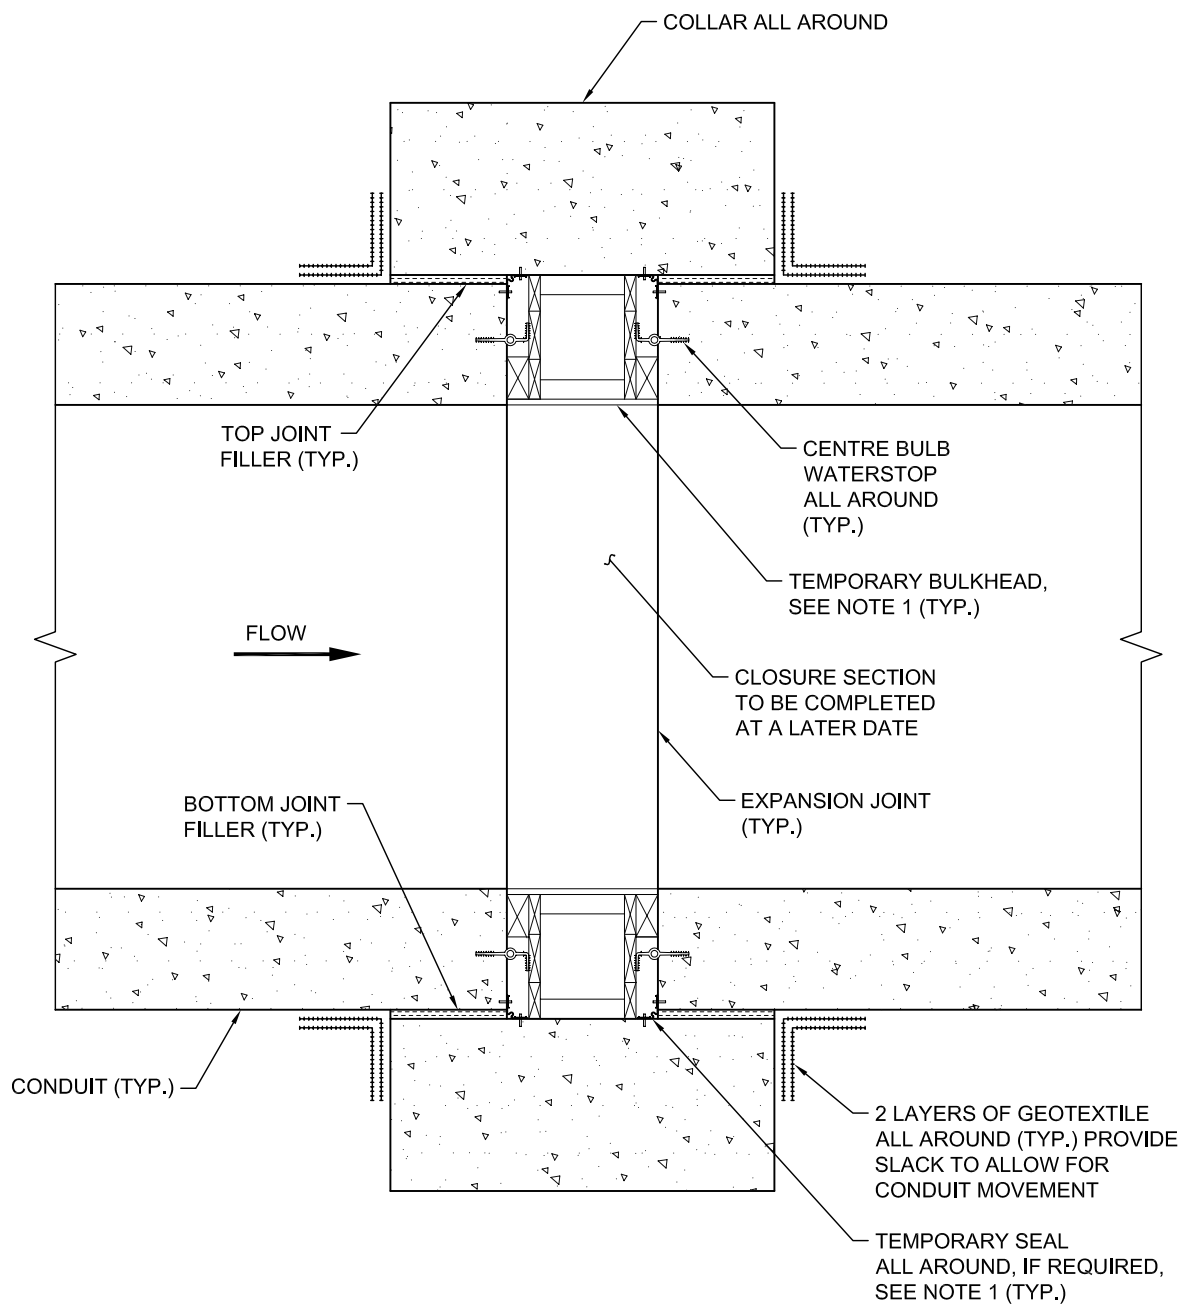 COLLAR ALL AROUND
TOP JOINT
FILLER (TYP.)
CENTRE BULB
WATERSTOP
ALL AROUND
(TYP.)
TEMPORARY BULKHEAD,
SEE NOTE 1 (TYP.)
FLOW
CLOSURE SECTION
TO BE COMPLETED
AT A LATER DATE
BOTTOM JOINT
FILLER (TYP.)
EXPANSION JOINT
(TYP.)
CONDUIT (TYP.)
2 LAYERS OF GEOTEXTILE
ALL AROUND (TYP.) PROVIDE
SLACK TO ALLOW FOR
CONDUIT MOVEMENT
TEMPORARY SEAL
ALL AROUND, IF REQUIRED,
SEE NOTE 1 (TYP.)